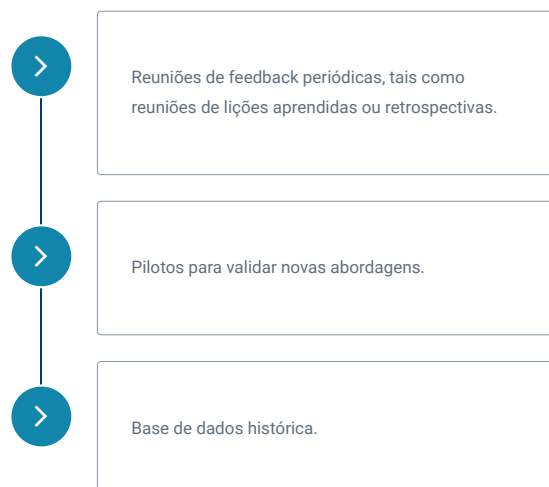 Reuniões de feedback periódicas, tais como
reuniões de lições aprendidas ou retrospectivas.
Pilotos para validar novas abordagens.
Base de dados histórica.